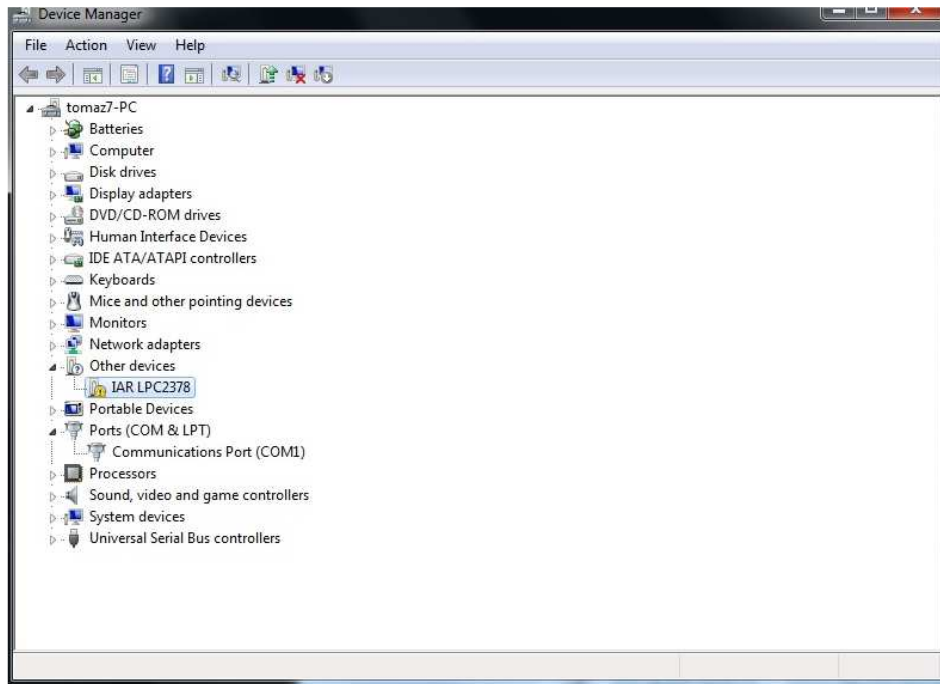 Device Manager
File Action View Help
tomaz7-PC
Batteries
Computer
Disk drives
Display adapters
DVD/CD-ROM drives
Human Interface Devices
IDE ATA/ATAPI controllers
Keyboards
Mice and other pointing devices
Monitors
Network adapters
Other devices
IAR LPC2378
Portable Devices
Ports (COM & LPT)
Communications Port (COM1)
Processors
Sound, video and game controllers
System devices
Universal Serial Bus controllers